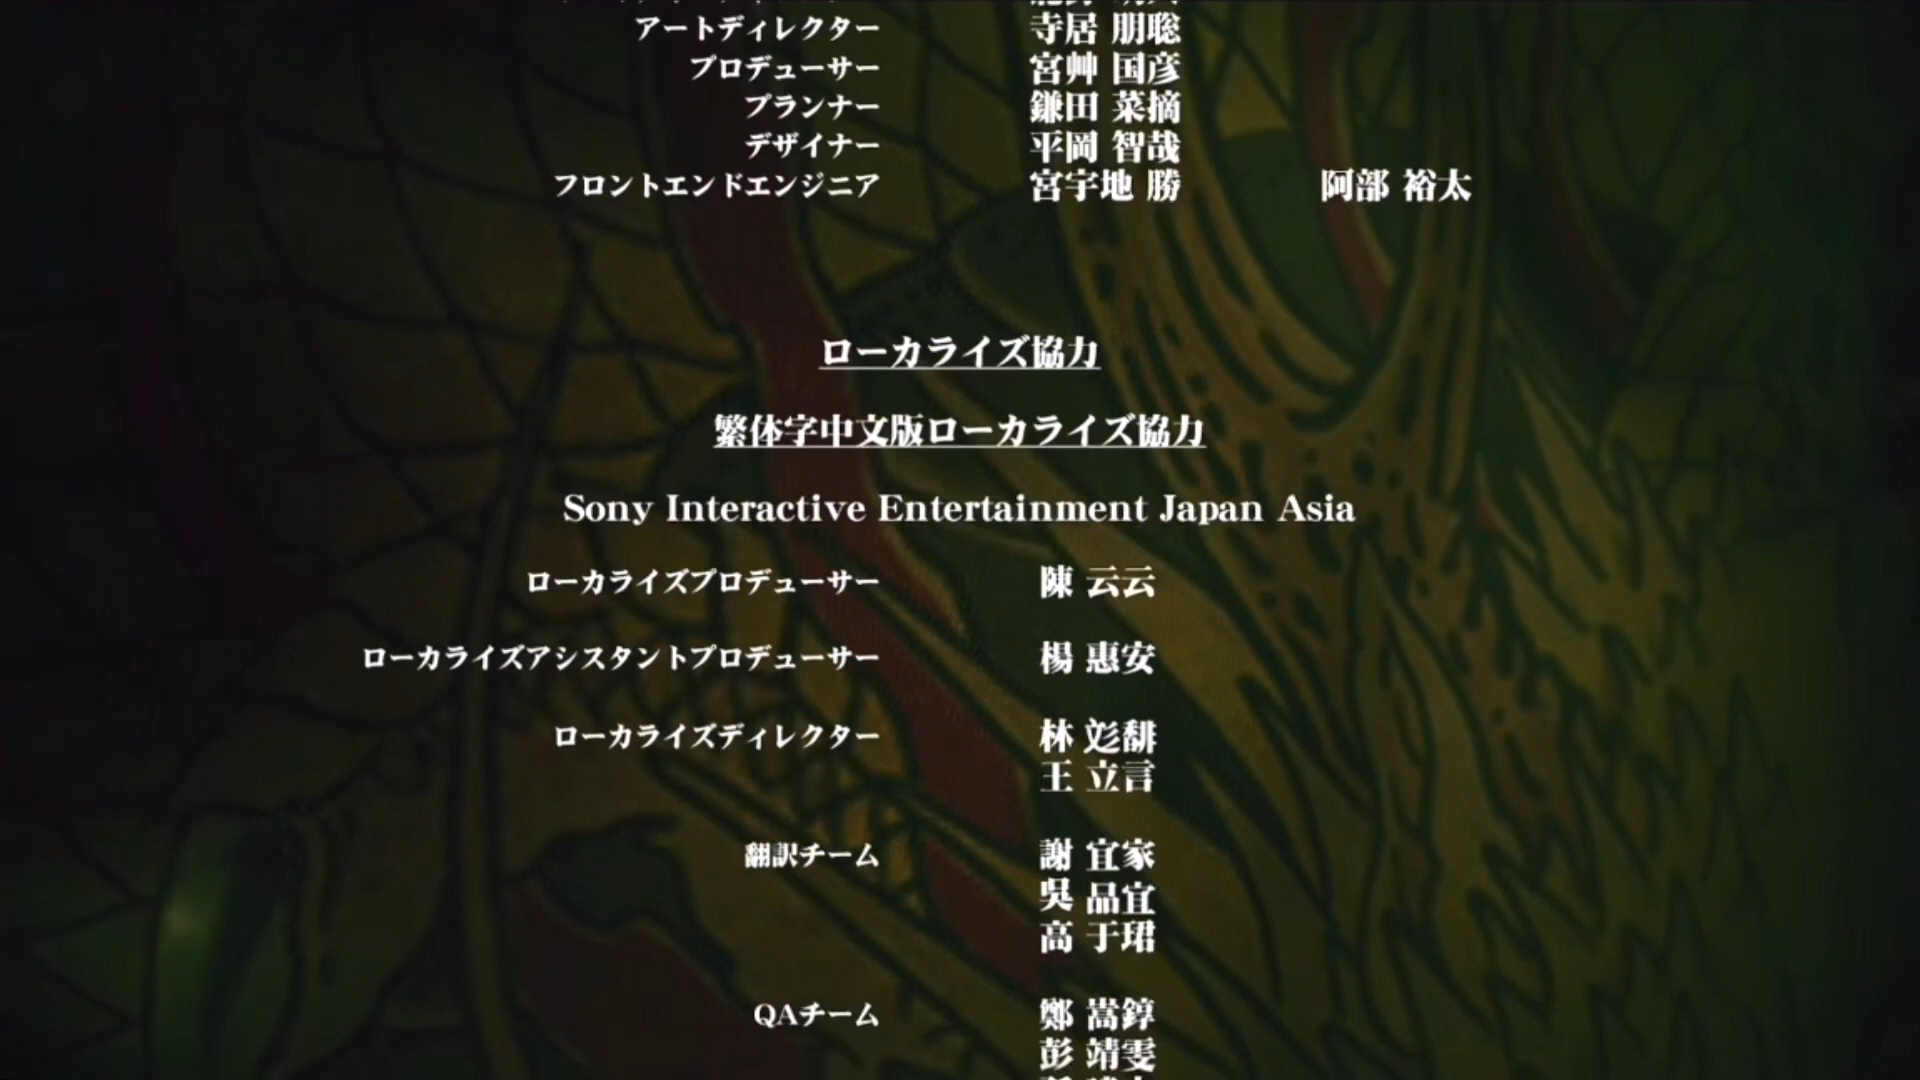 アートディレクター 寺居 朋聡
プロデューサー 宮艸 国彦
プランナー 鎌田 菜摘
デザイナー 平岡 智哉
フロントエンドエンジニア 宮宇地 勝 阿部 裕太
ローカライズ協力
繁体字中文版ローカライズ協力
Sony Interactive Entertainment Japan Asia
ローカライズプロデューサー 陳 云云
ローカライズアシスタントプロデューサー 楊 惠安
ローカライズディレクター 林 彣馡
王 立言
翻訳チーム 謝 宜家
吳 品宜
高 于珺
QAチーム 鄭 嵩錞
彭 靖雯